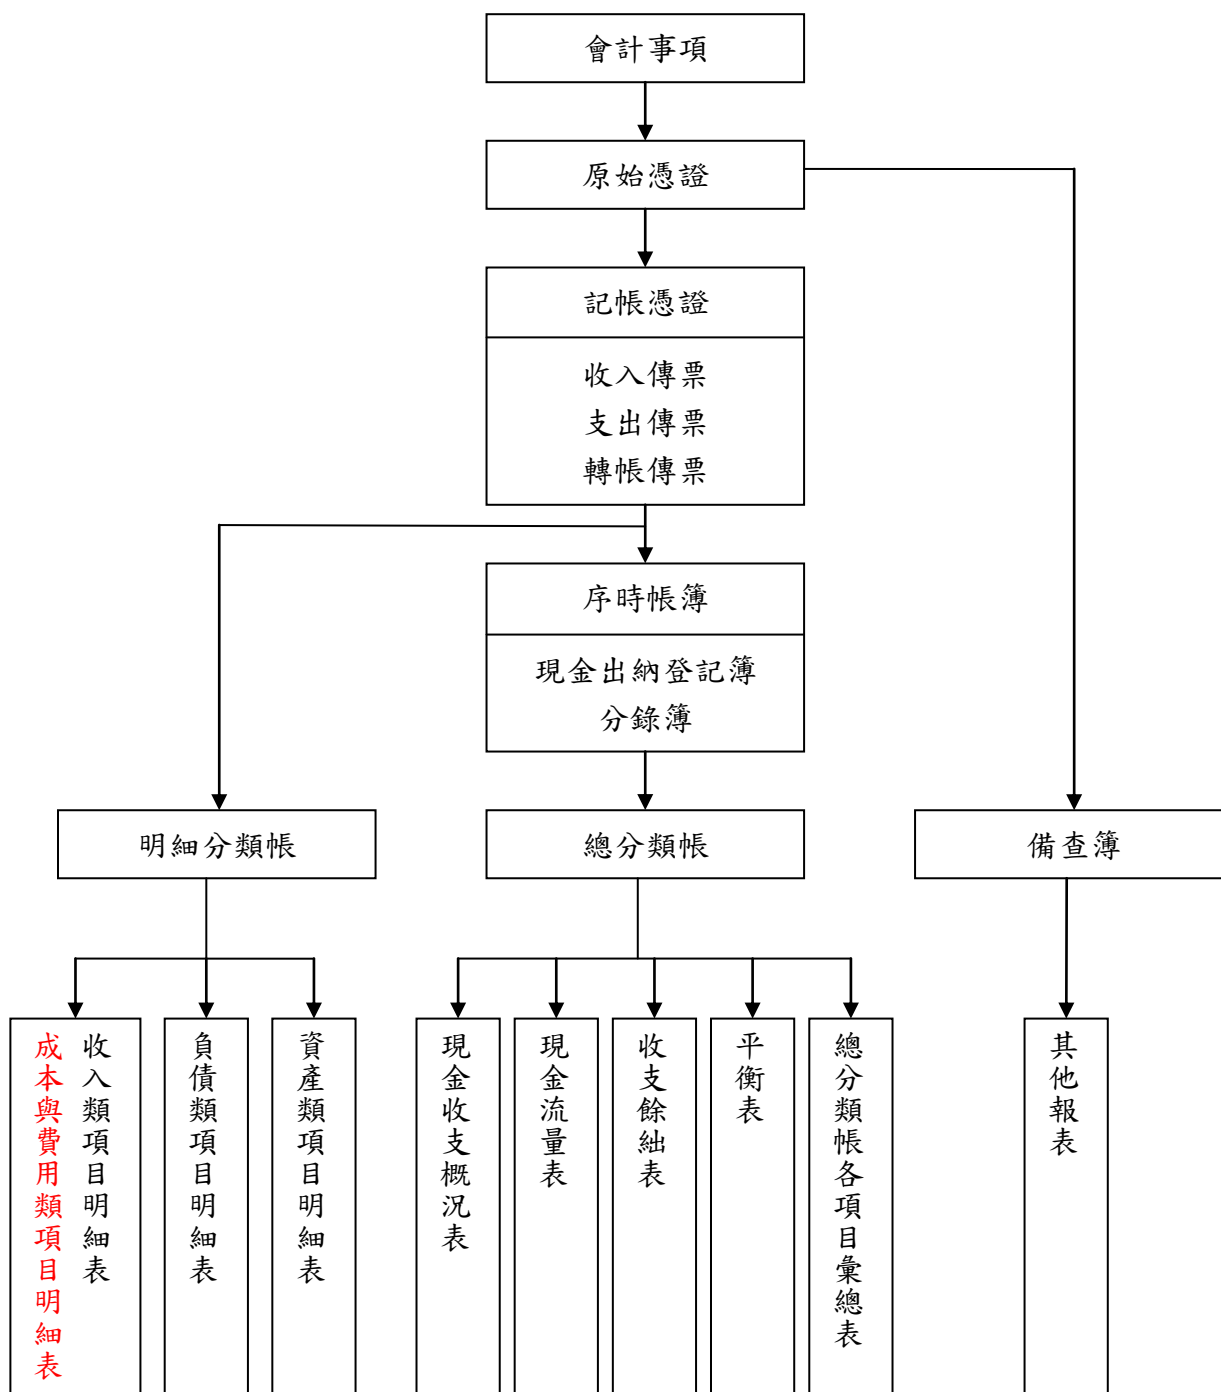 會計事項
原始憑證
記帳憑證
收入傳票
支出傳票
轉帳傳票
序時帳簿
現金出納登記簿
分錄簿
明細分類帳
總分類帳
備查簿
收入類項目明細表
成本與費用類項目明細表
負債類項目明細表
資產類項目明細表
現金收支概況表
現金流量表
收支餘絀表
平衡表
總分類帳各項目彙總表
其他報表